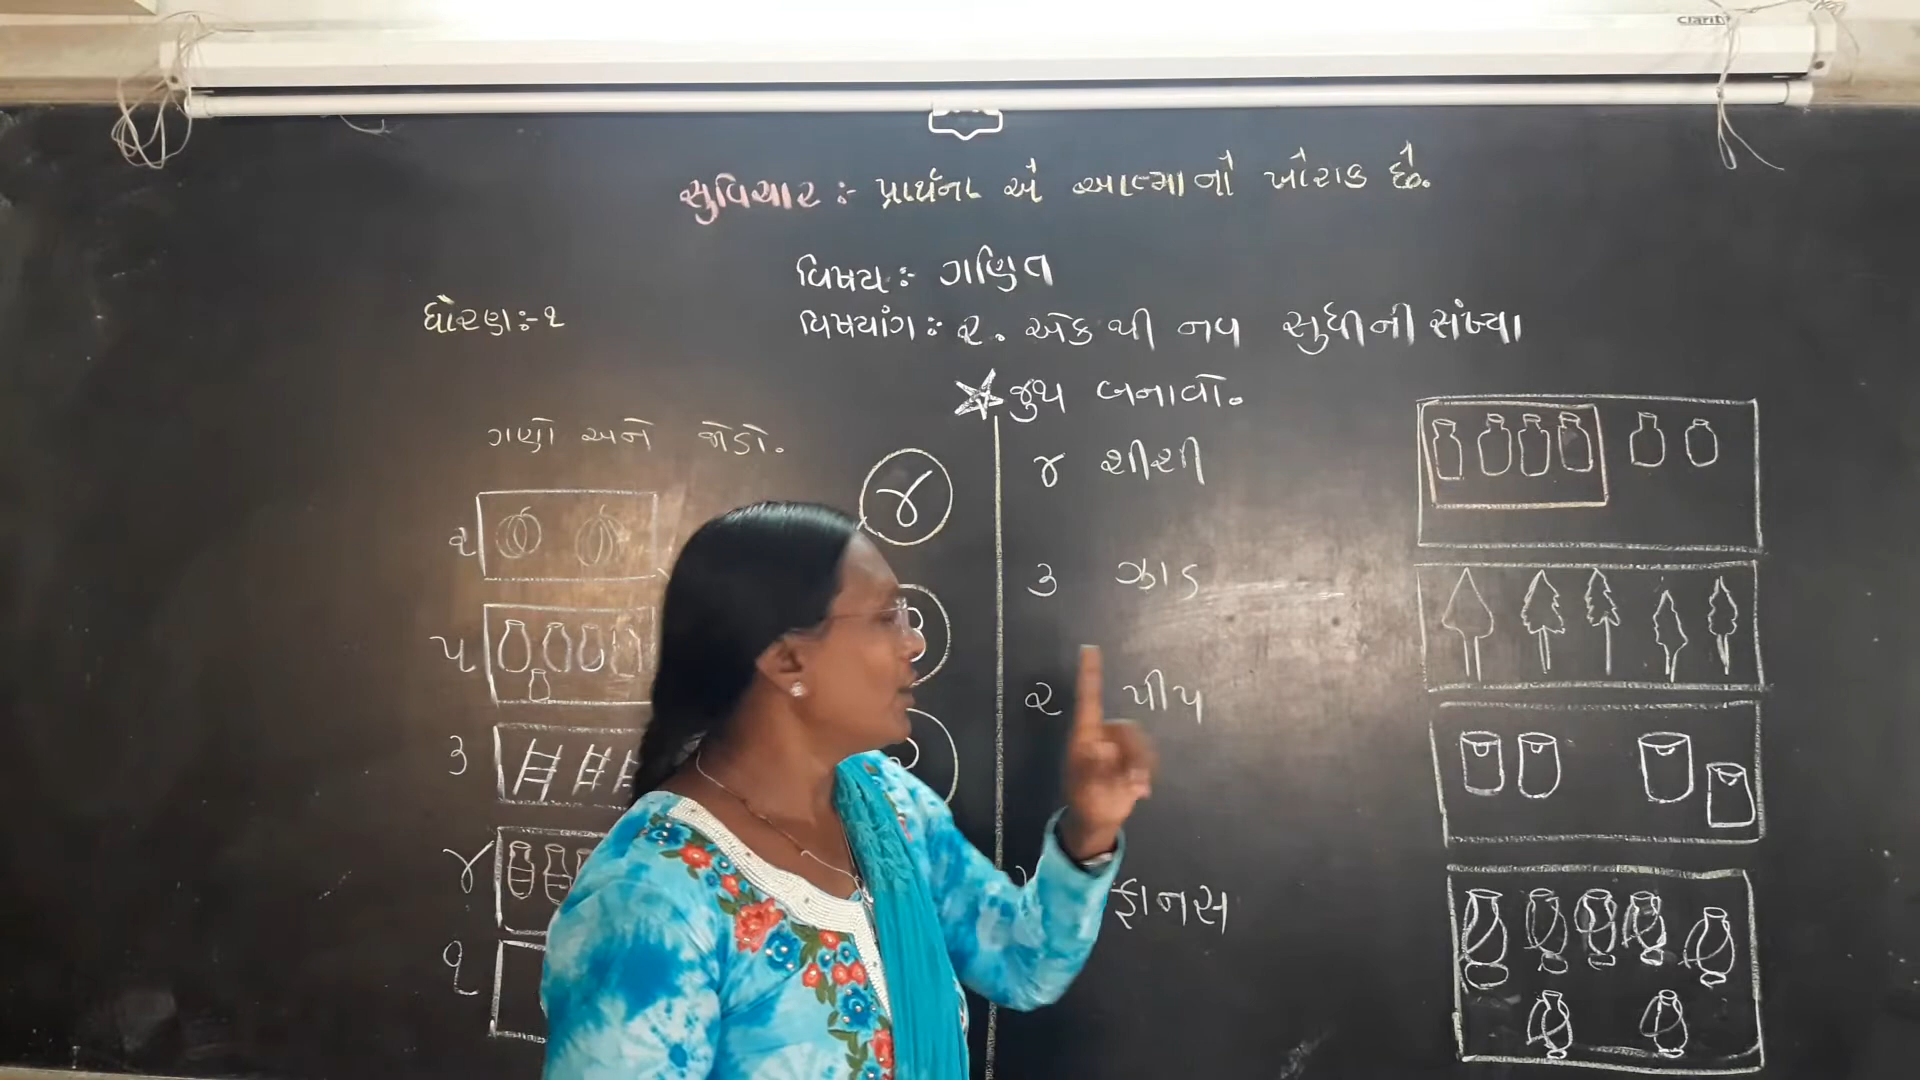 clarity
સુવિચાર :- પ્રાર્થના એ આત્માનો ખોરાક છે.
વિષય :- ગણિત
ધોરણ :- ૧
વિષયાંગ :- ૨. એક થી નવ સુધીની સંખ્યા
જુથ બનાવો.
ગણો અને જોડો.
૨
૫
૩
૪
૧
૪
૪ શીશી
૩ ઝાડ
૨ પીપ
ફાનસ